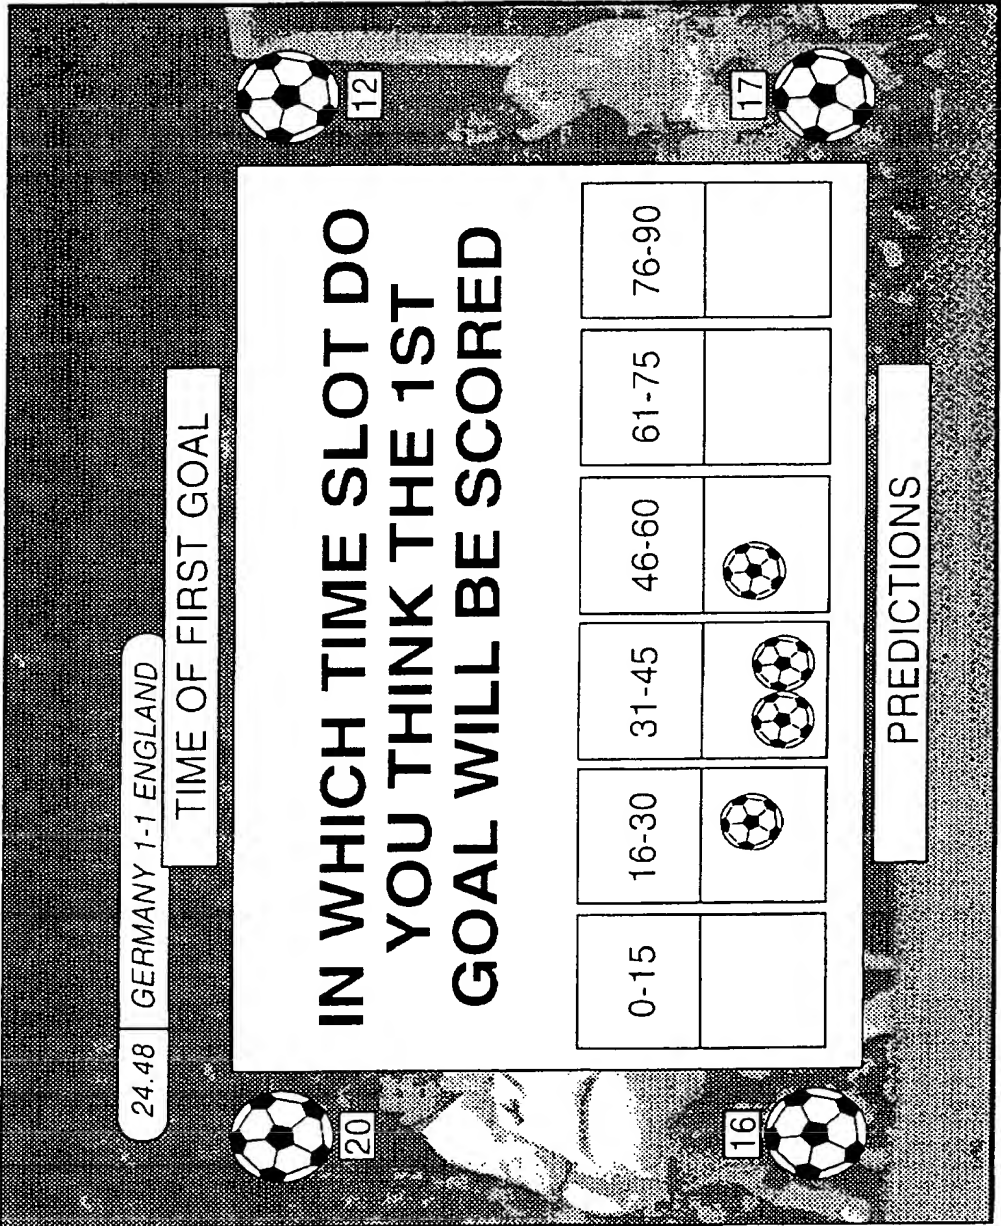 24.48 GERMANY 1-1 ENGLAND
TIME OF FIRST GOAL
20
12
IN WHICH TIME SLOT DO
YOU THINK THE 1ST
GOAL WILL BE SCORED
0-15 16-30 31-45 46-60 61-75 76-90
16
17
PREDICTIONS